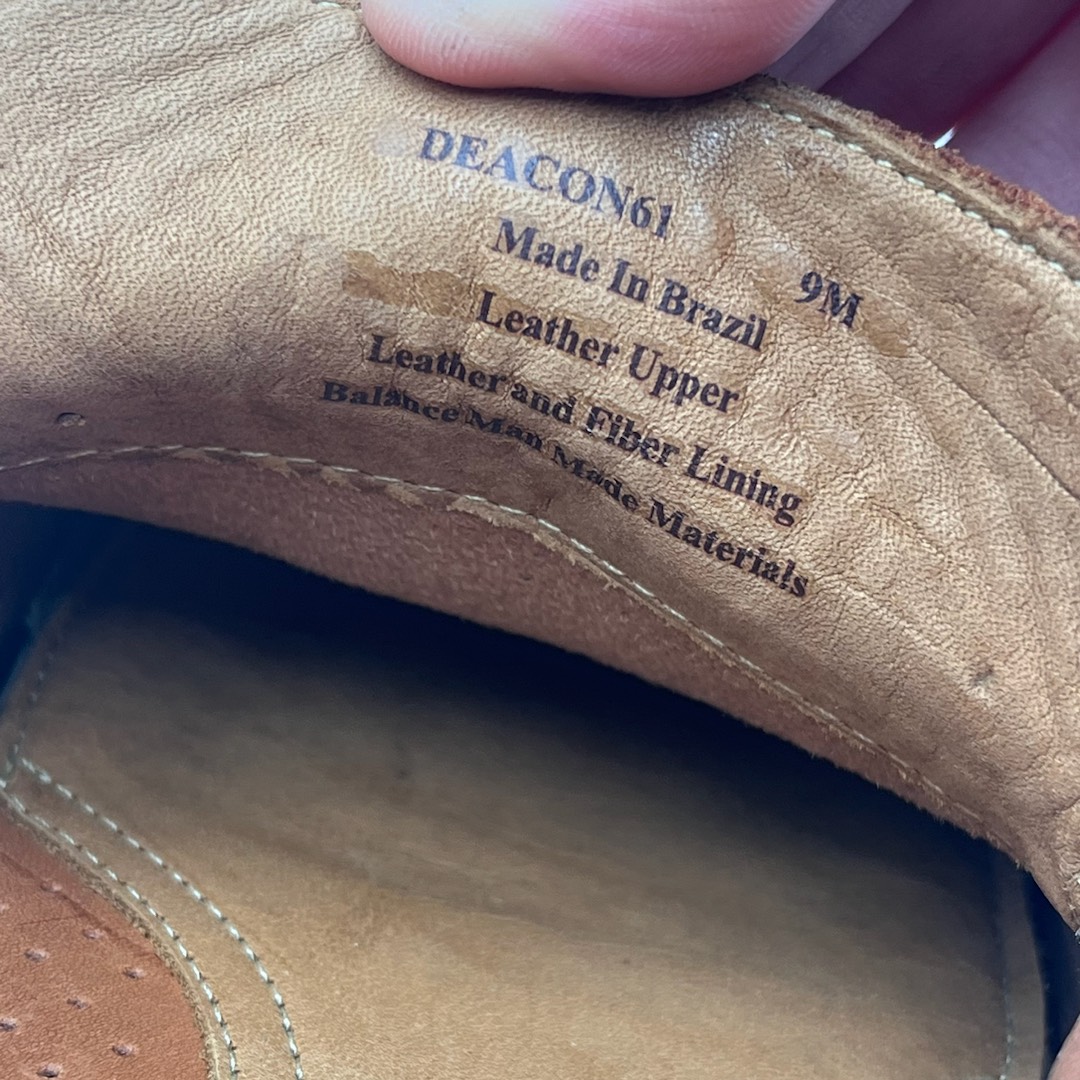 DEACON61
Made In Brazil 9M
Leather Upper
Leather and Fiber Lining
Balance Man Made Materials